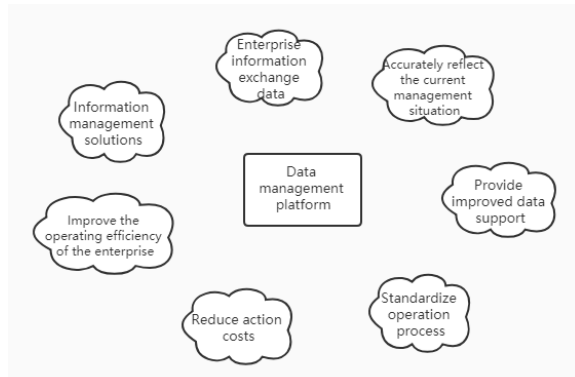 Enterprise
information
exchange
data
Accurately reflect
the current
management
situation
Information
management
solutions
Data
management
platform
Provide
improved data
support
Improve the
operating efficiency
of the enterprise
Standardize
operation
process
Reduce action
costs